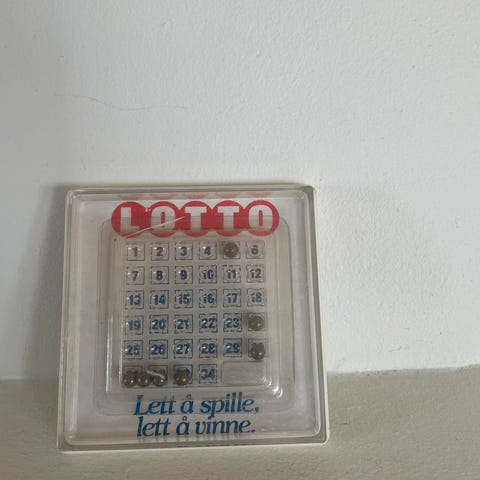 LOTTO
1 2 3 4 6
7 8 9 10 11 12
13 14 15 16 17 18
19 20 21 22 23
25 26 27 28 29
34
Lett å spille,
lett å vinne.